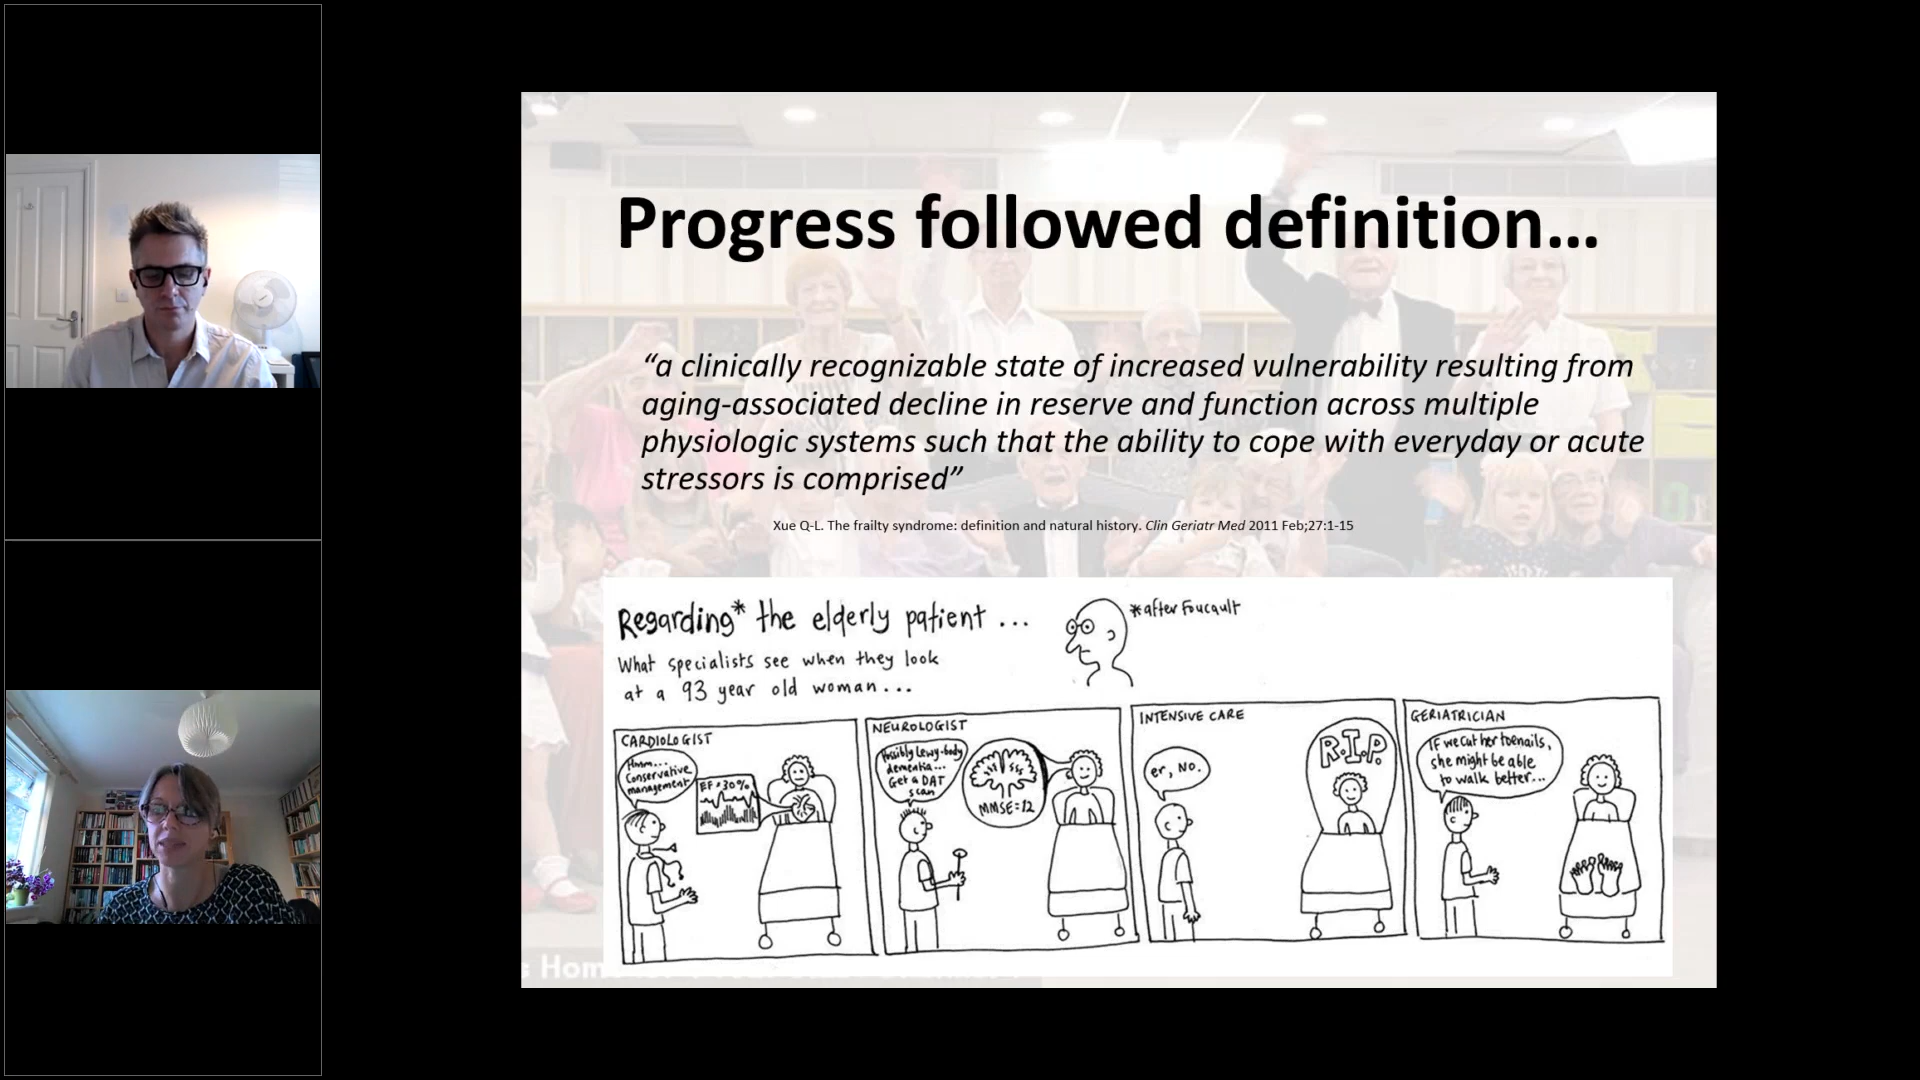 Progress followed definition...
“a clinically recognizable state of increased vulnerability resulting from
aging-associated decline in reserve and function across multiple
physiologic systems such that the ability to cope with everyday or acute
stressors is comprised”
Xue Q-L. The frailty syndrome: definition and natural history. Clin Geriatr Med 2011 Feb;27:1-15
Regarding* the elderly patient ...
*after Foucault
What specialists see when they look
at a 93 year old woman...
CARDIOLOGIST
Hmm...
Conservative
management
EF=30%
NEUROLOGIST
Possibly Lewy-body
dementia...
Get a DAT
scan
MMSE=12
INTENSIVE CARE
er, No.
R.I.P.
GERIATRICIAN
IF we cut her toenails,
she might be able
to walk better...
Home